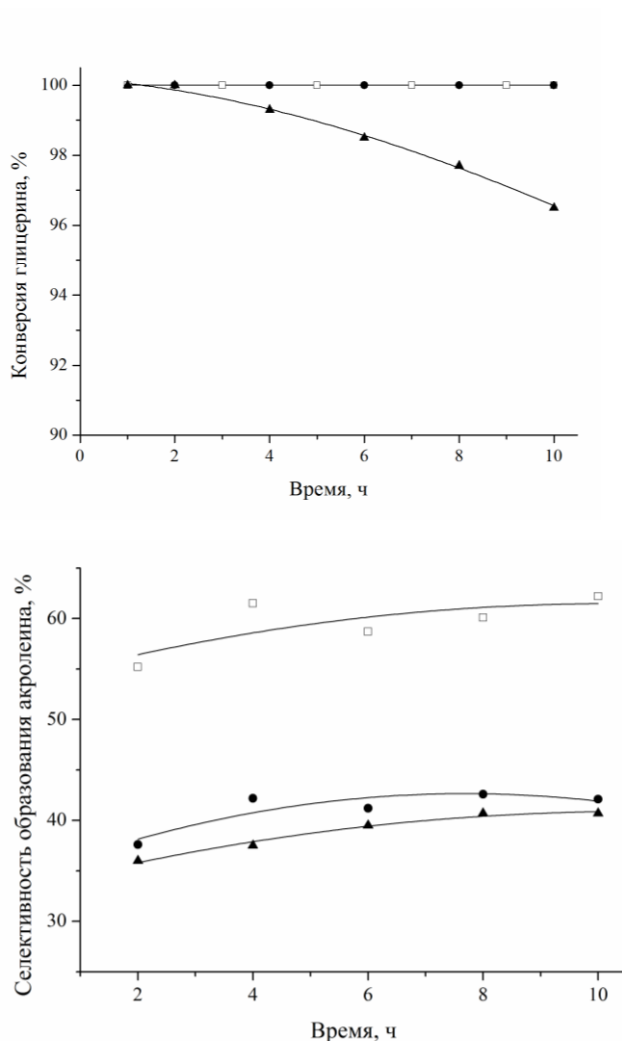 Конверсия глицерина, %
100
98
96
94
92
90
0 2 4 6 8 10
Время, ч
Селективность образования акролеина, %
60
50
40
30
2 4 6 8 10
Время, ч